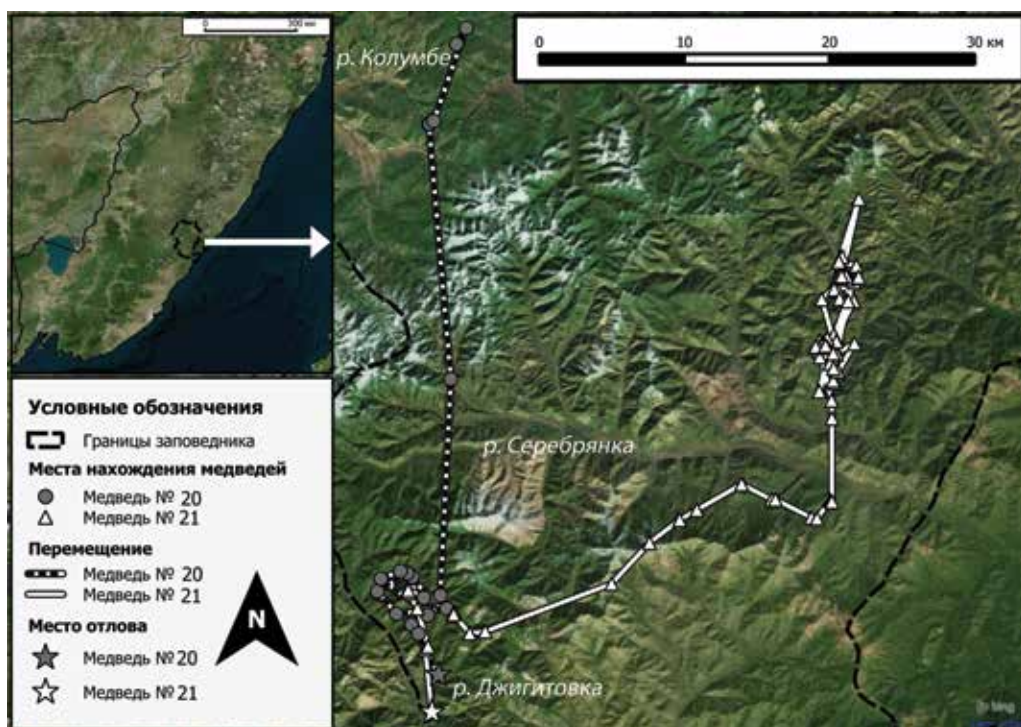 0 200 км
0 10 20 30 км
р. Колумбе
р. Серебрянка
р. Джигитовка
Условные обозначения
Границы заповедника
Места нахождения медведей
Медведь № 20
Медведь № 21
Перемещение
Медведь № 20
Медведь № 21
Место отлова
Медведь № 20
Медведь № 21
N
bing